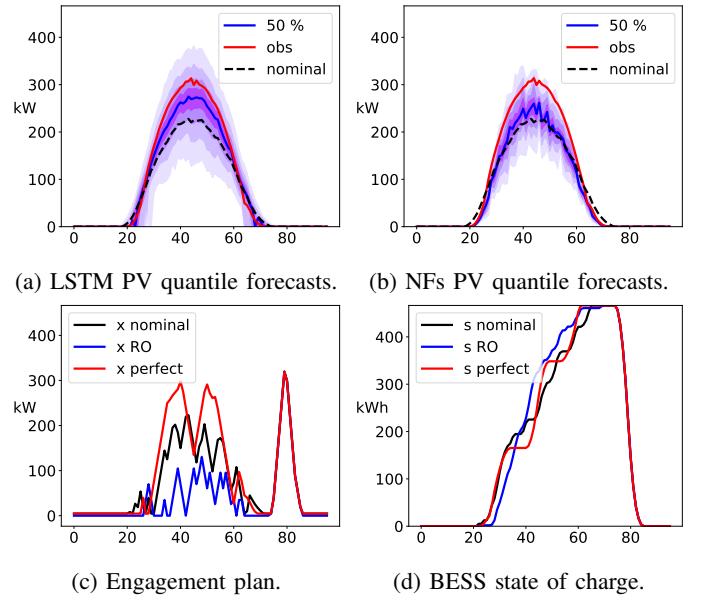 400
300
kW
200
100
0
0 20 40 60 80
50 %
obs
nominal
400
300
kW
200
100
0
0 20 40 60 80
50 %
obs
nominal
(a) LSTM PV quantile forecasts.
(b) NFs PV quantile forecasts.
400
300
kW
200
100
0
0 20 40 60 80
x nominal
x RO
x perfect
400
300
kWh
200
100
0
0 20 40 60 80
s nominal
s RO
s perfect
(c) Engagement plan.
(d) BESS state of charge.